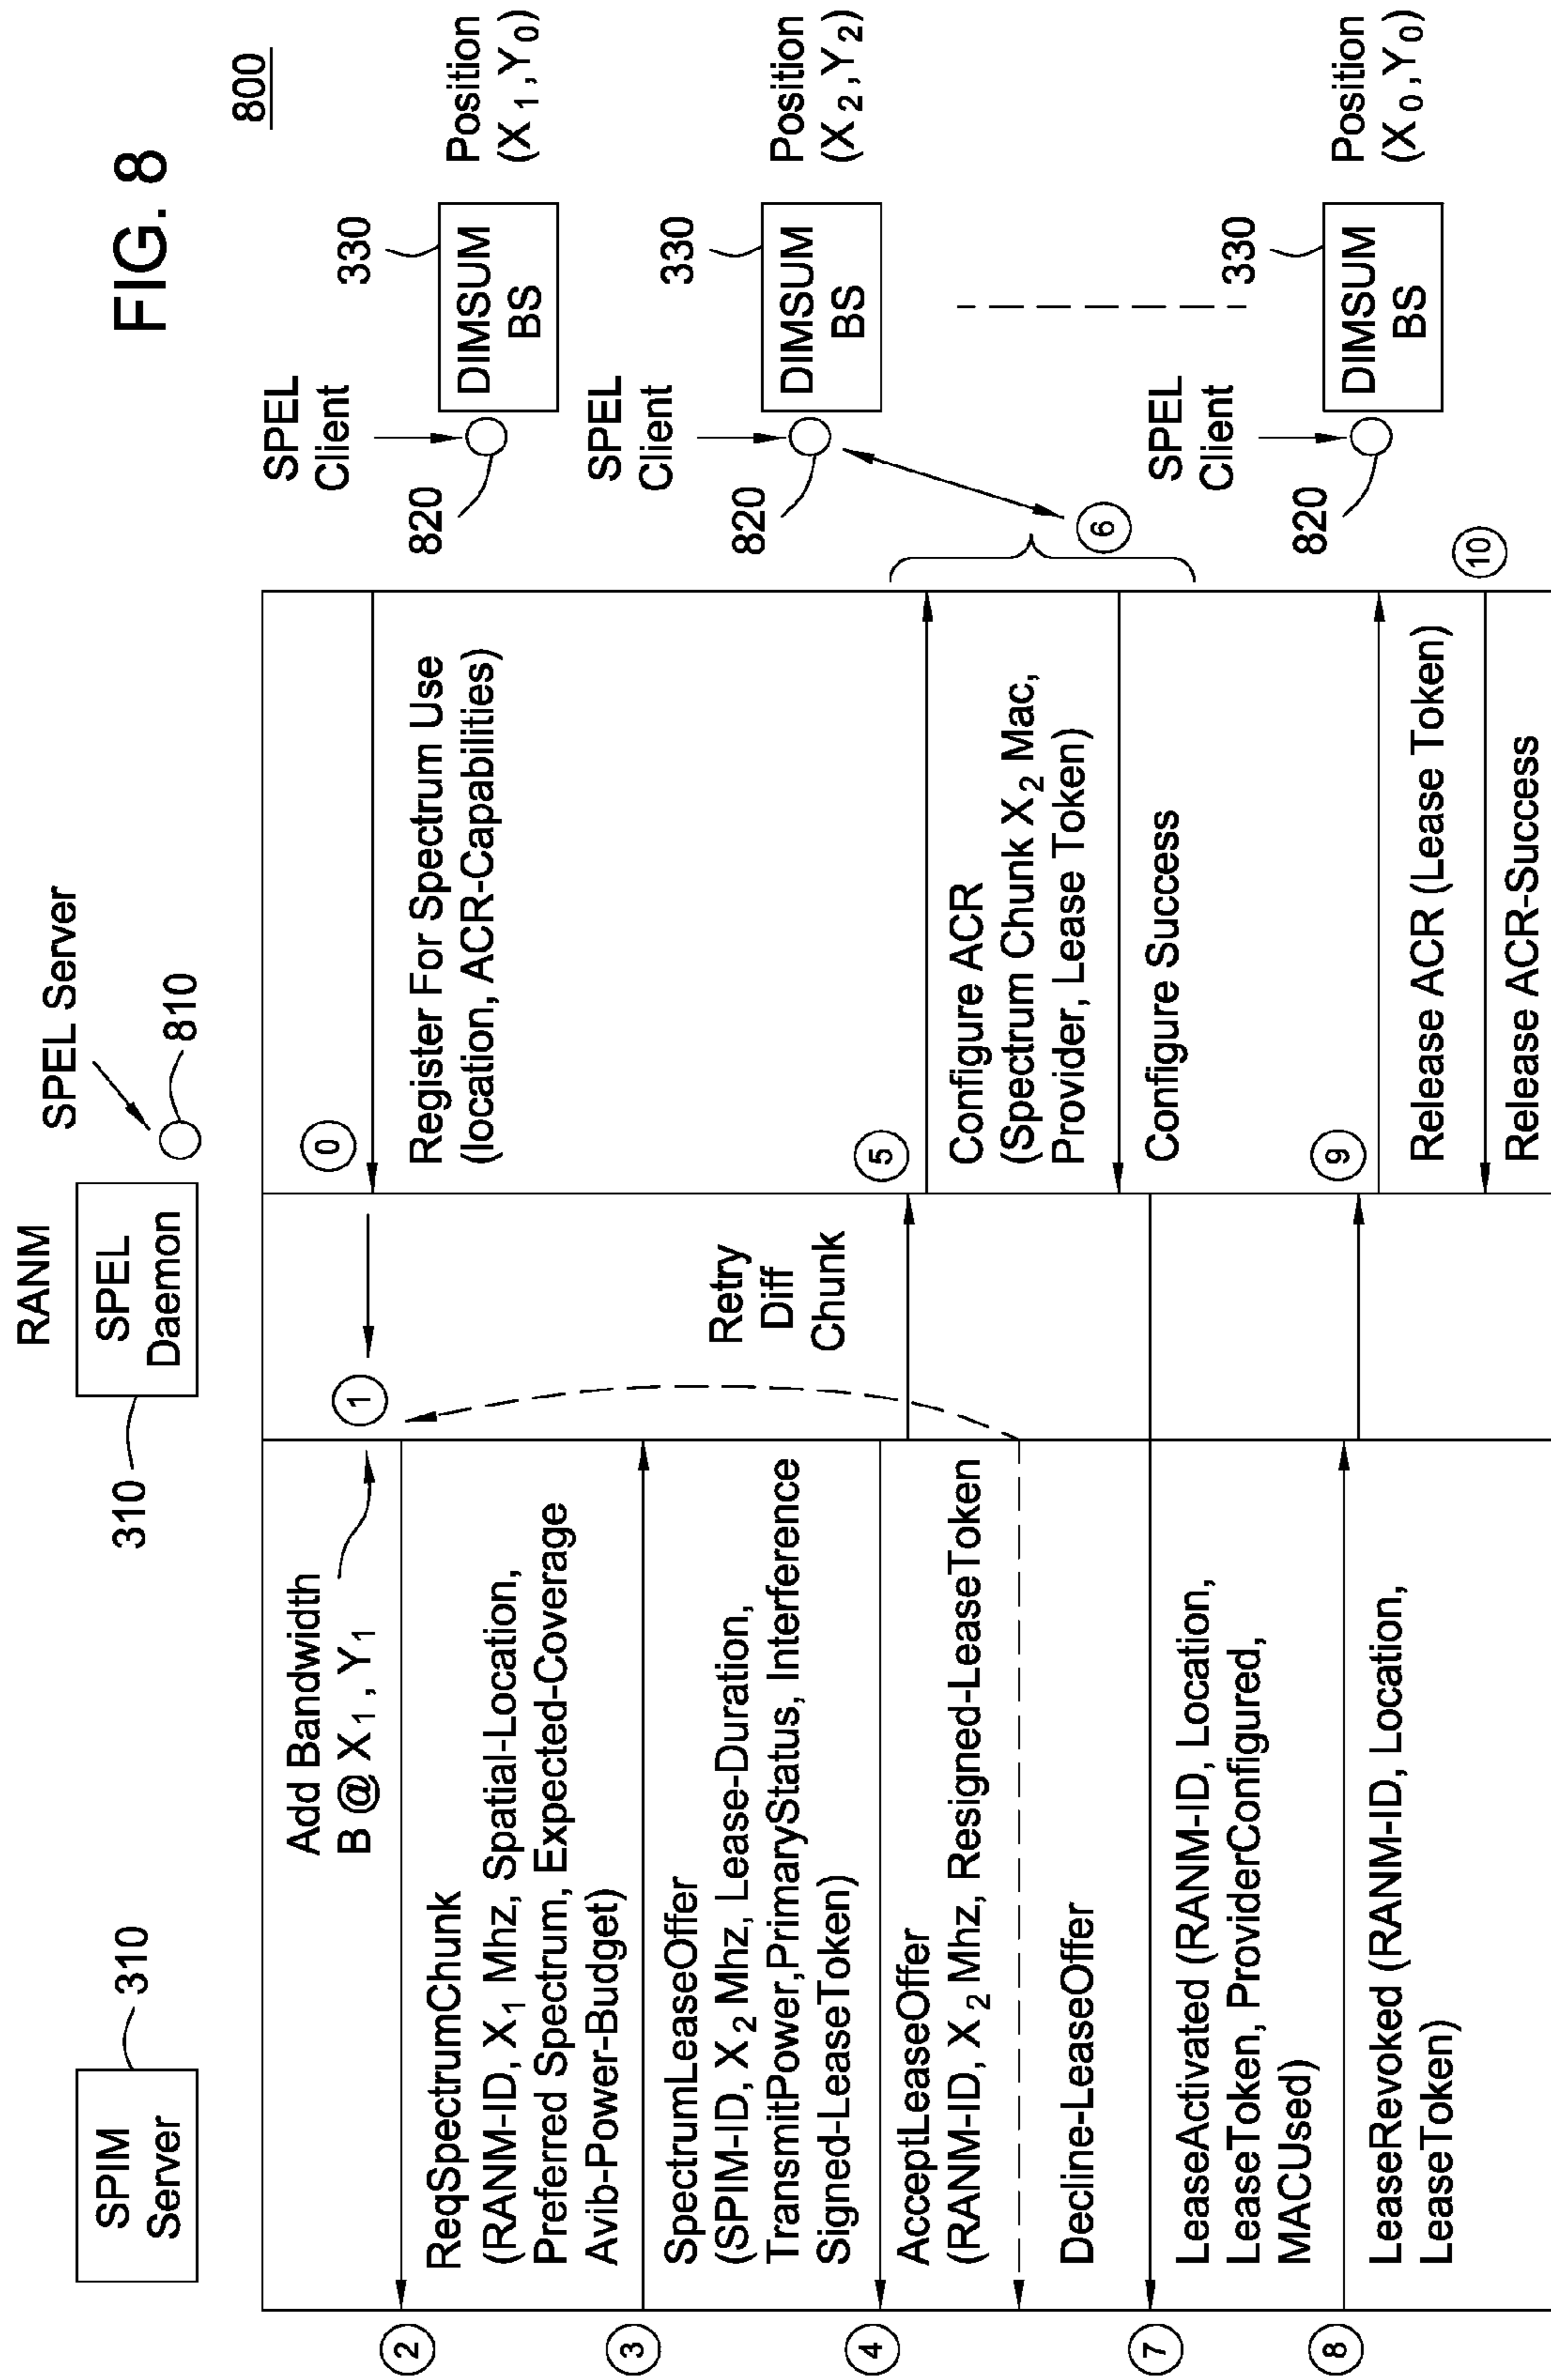 FIG. 8
800
SPIM
Server
310
RANM
SPEL
Daemon
310
SPEL Server
810
SPEL
Client
820
DIMSUM
BS
330
Position
(X1,Y0)
SPEL
Client
820
DIMSUM
BS
330
Position
(X2,Y2)
SPEL
Client
820
DIMSUM
BS
330
Position
(X0,Y0)
0
Register For Spectrum Use
(location, ACR-Capabilities)
1
Add Bandwidth
B @ X1, Y1
2
ReqSpectrumChunk
(RANM-ID, X1 Mhz, Spatial-Location,
Preferred Spectrum, Expected-Coverage
Avib-Power-Budget)
3
SpectrumLeaseOffer
(SPIM-ID, X2 Mhz, Lease-Duration,
TransmitPower,PrimaryStatus, Interference
Signed-LeaseToken)
4
AcceptLeaseOffer
(RANM-ID, X2 Mhz, Resigned-LeaseToken
Decline-LeaseOffer
Retry
Diff
Chunk
5
Configure ACR
(Spectrum Chunk X2 Mac,
Provider, Lease Token)
Configure Success
6
7
LeaseActivated (RANM-ID, Location,
LeaseToken, ProviderConfigured,
MACUsed)
8
LeaseRevoked (RANM-ID, Location,
LeaseToken)
9
Release ACR (Lease Token)
10
Release ACR-Success